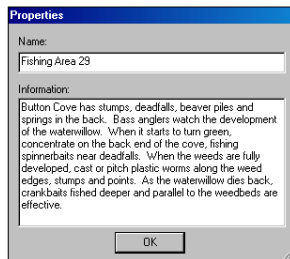 Properties
Name:
Fishing Area 29
Information:
Button Cove has stumps, deadfalls, beaver piles and
springs in the back.  Bass anglers watch the development
of the waterwillow.  When it starts to turn green,
concentrate on the back end of the cove, fishing
spinnerbaits near deadfalls.  When the weeds are fully
developed, cast or pitch plastic worms along the weed
edges, stumps and points.  As the waterwillow dies back,
crankbaits fished deeper and parallel to the weedbeds are
effective.
OK